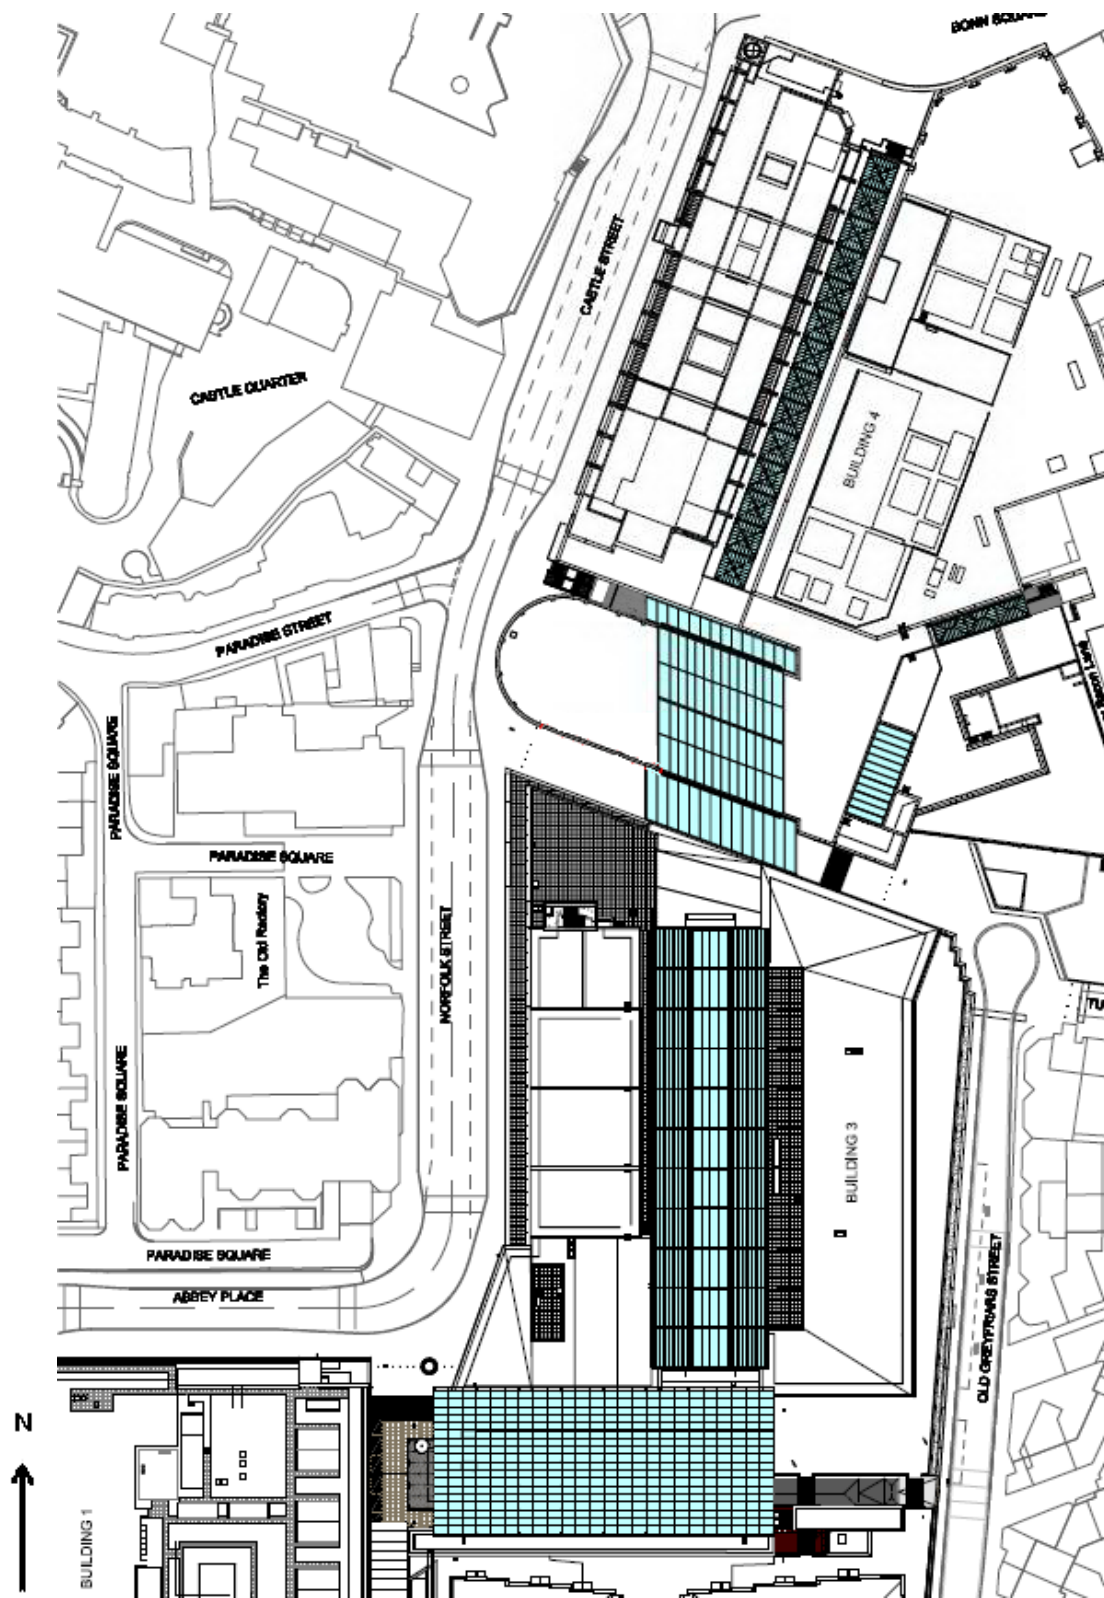 BONN SQUARE
CASTLE STREET
CASTLE QUARTER
BUILDING 4
PARADISE STREET
PARADISE SQUARE
PARADISE SQUARE
The Old Rectory
NORFOLK STREET
PARADISE SQUARE
BUILDING 3
PARADISE SQUARE
ABBEY PLACE
OLD GREYFRIARS STREET
N
BUILDING 1